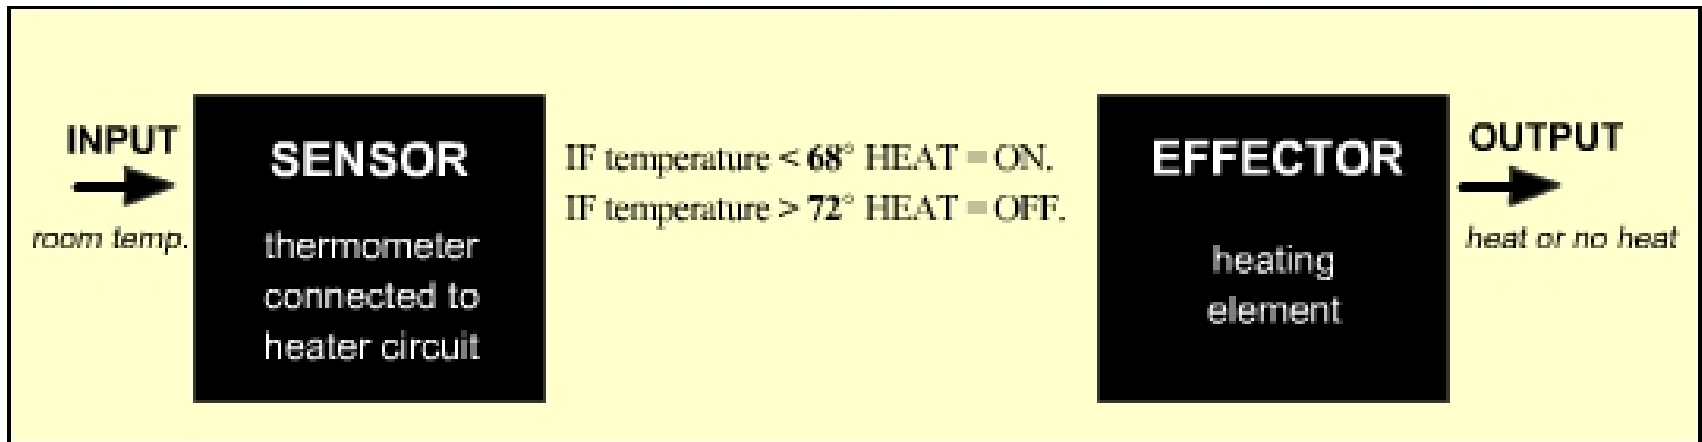 INPUT
room temp.
SENSOR
thermometer
connected to
heater circuit
IF temperature < 68° HEAT = ON.
IF temperature > 72° HEAT = OFF.
EFFECTOR
heating
element
OUTPUT
heat or no heat